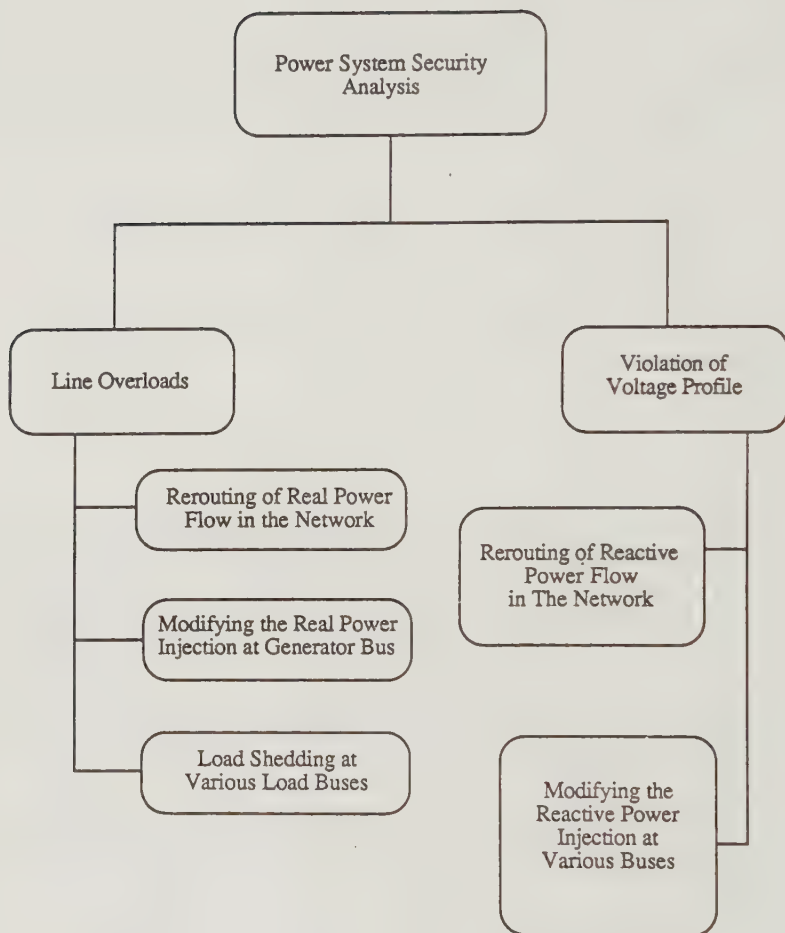 Power System Security
Analysis
Line Overloads
Rerouting of Real Power
Flow in the Network
Modifying the Real Power
Injection at Generator Bus
Load Shedding at
Various Load Buses
Violation of
Voltage Profile
Rerouting of Reactive
Power Flow
in The Network
Modifying the
Reactive Power
Injection at
Various Buses